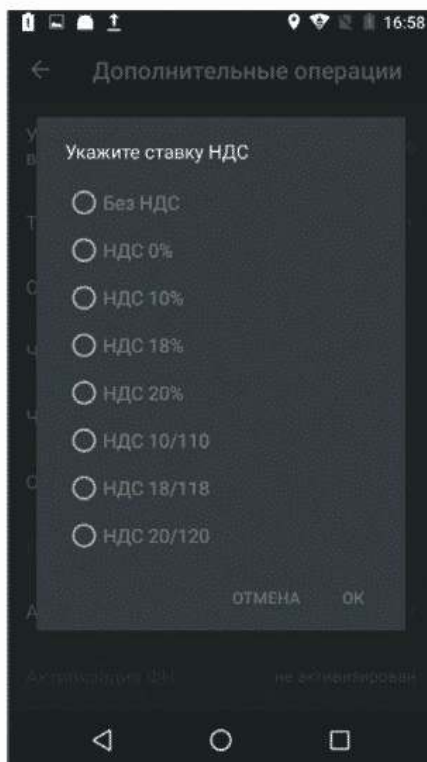 16:58
Дополнительные операции
Укажите ставку НДС
Без НДС
НДС 0%
НДС 10%
НДС 18%
НДС 20%
НДС 10/110
НДС 18/118
НДС 20/120
ОТМЕНА
ОК
Активизация ФН
не активизирован